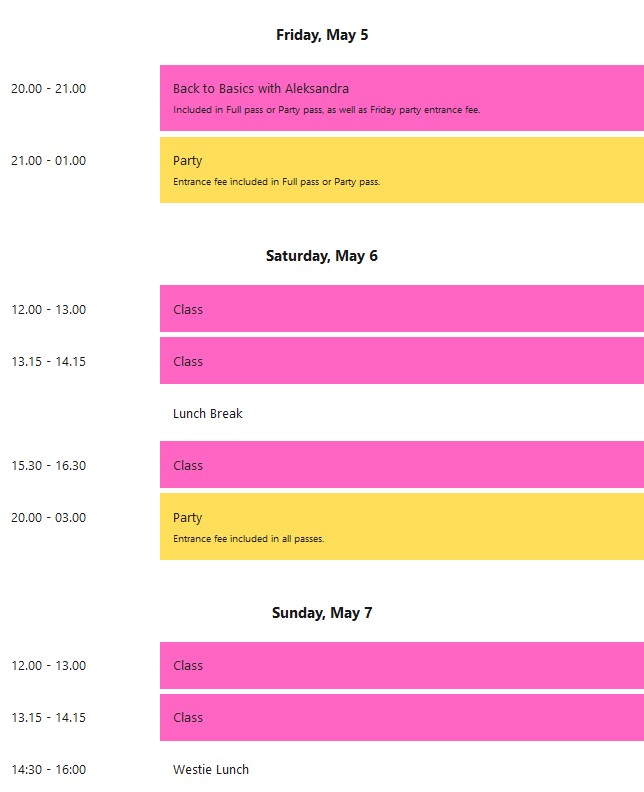 Friday, May 5
20.00 - 21.00 Back to Basics with Aleksandra
Included in Full pass or Party pass, as well as Friday party entrance fee.
21.00 - 01.00 Party
Entrance fee included in Full pass or Party pass.
Saturday, May 6
12.00 - 13.00 Class
13.15 - 14.15 Class
Lunch Break
15.30 - 16.30 Class
20.00 - 03.00 Party
Entrance fee included in all passes.
Sunday, May 7
12.00 - 13.00 Class
13.15 - 14.15 Class
14:30 - 16:00 Westie Lunch